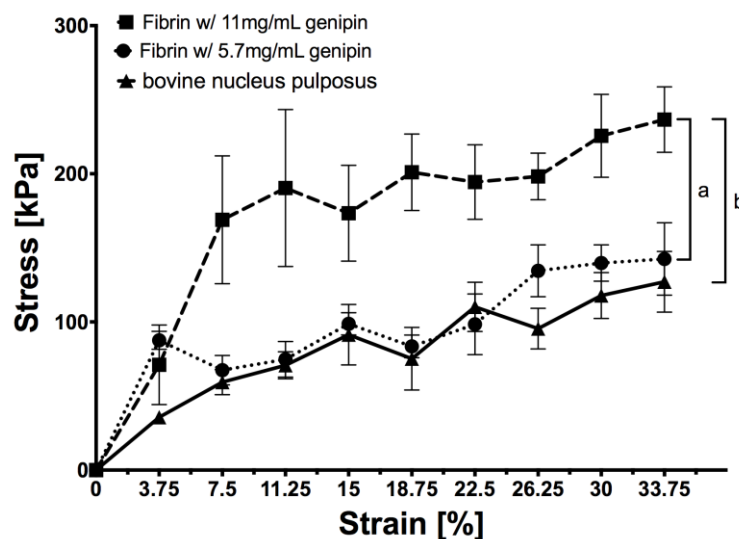 Fibrin w/ 11mg/mL genipin
Fibrin w/ 5.7mg/mL genipin
bovine nucleus pulposus
300
200
100
0
Stress [kPa]
a
b
0 3.75 7.5 11.25 15 18.75 22.5 26.25 30 33.75
Strain [%]